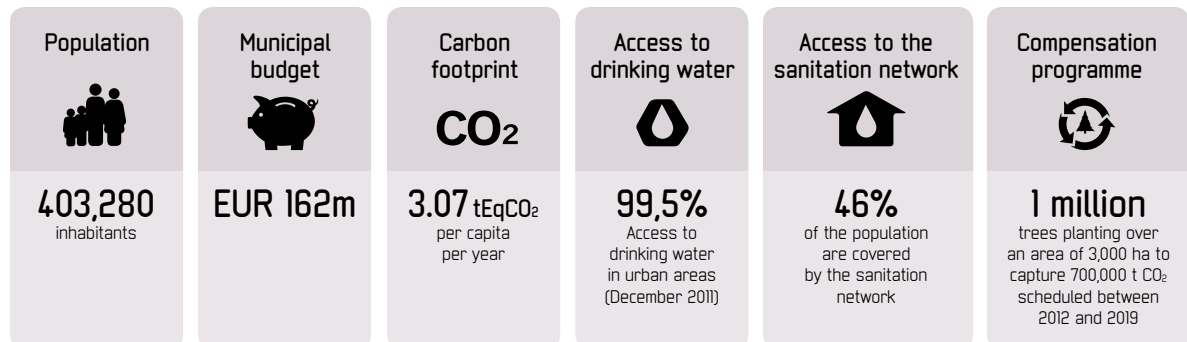 Population
403,280
inhabitants
Municipal
budget
EUR 162m
Carbon
footprint
CO₂
3.07 tEqCO₂
per capita
per year
Access to
drinking water
99,5%
Access to
drinking water
in urban areas
(December 2011)
Access to the
sanitation network
46%
of the population
are covered
by the sanitation
network
Compensation
programme
1 million
trees planting over
an area of 3,000 ha to
capture 700,000 t CO₂
scheduled between
2012 and 2019